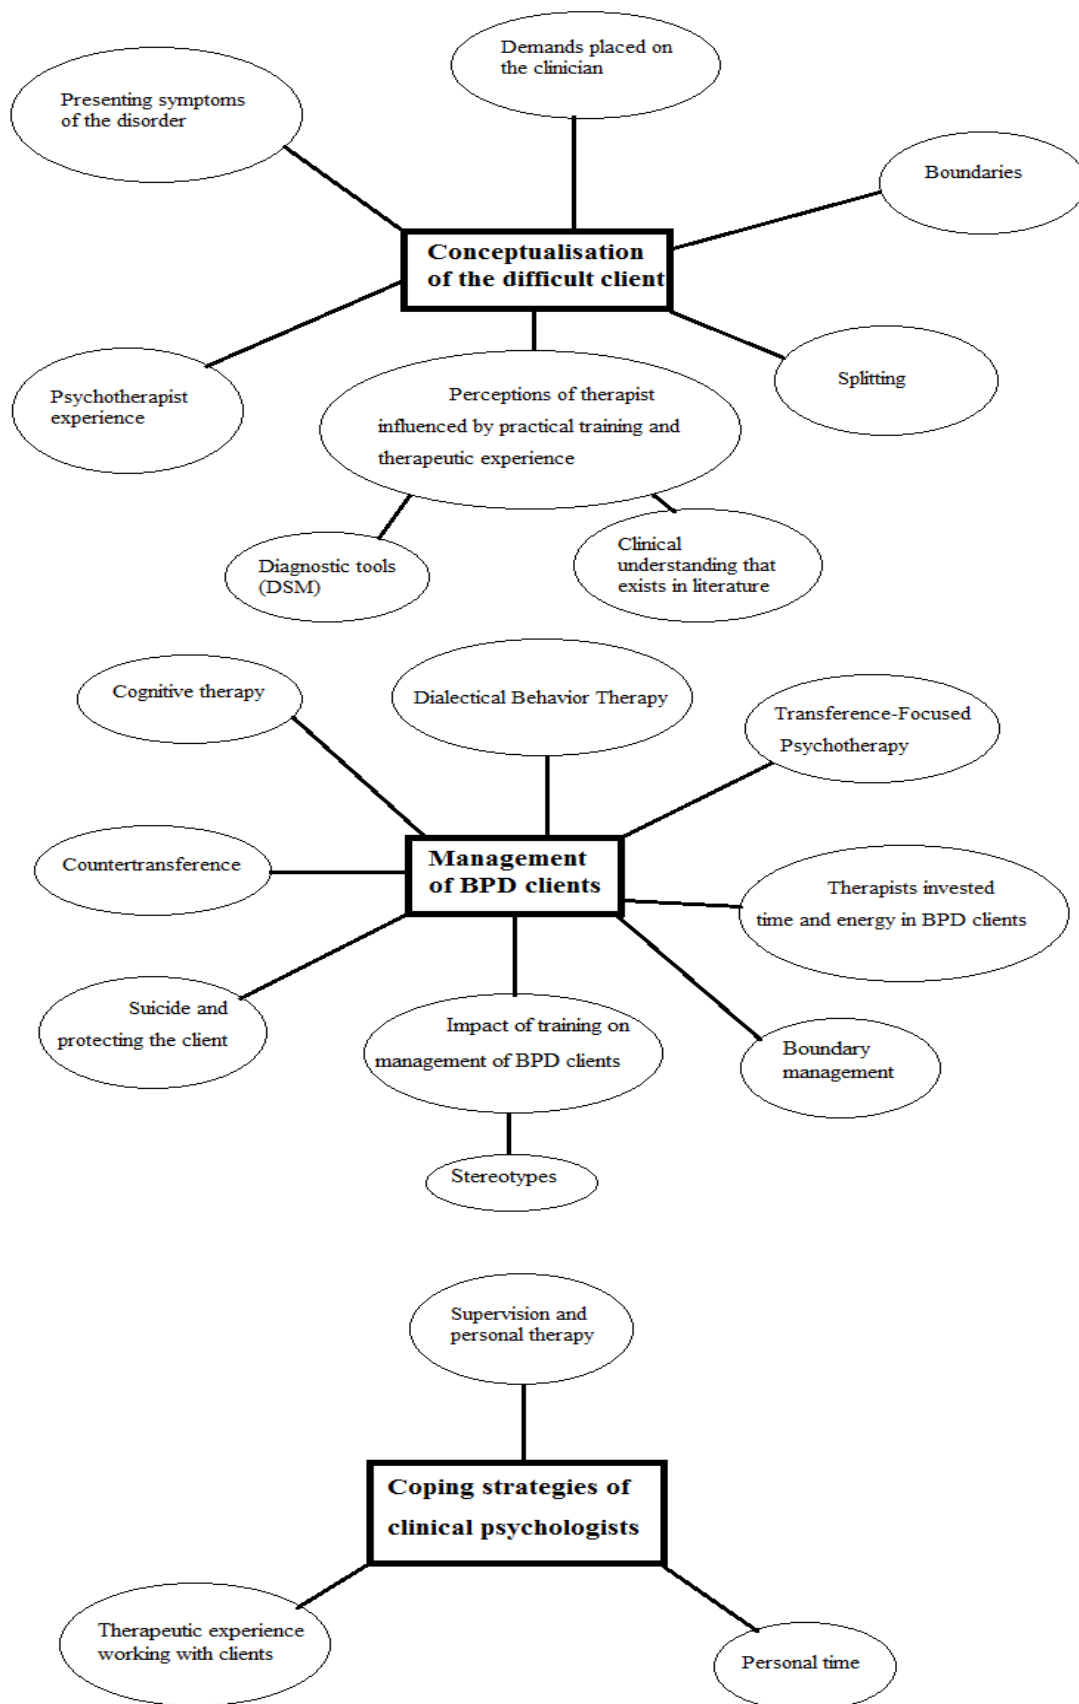 Demands placed on
the clinician
Presenting symptoms
of the disorder
Boundaries
Conceptualisation
of the difficult client
Psychotherapist
experience
Perceptions of therapist
influenced by practical training and
therapeutic experience
Splitting
Diagnostic tools
(DSM)
Clinical
understanding that
exists in literature
Cognitive therapy
Dialectical Behavior Therapy
Transference-Focused
Psychotherapy
Countertransference
Management
of BPD clients
Therapists invested
time and energy in BPD clients
Suicide and
protecting the client
Impact of training on
management of BPD clients
Boundary
management
Stereotypes
Supervision and
personal therapy
Coping strategies of
clinical psychologists
Therapeutic experience
working with clients
Personal time